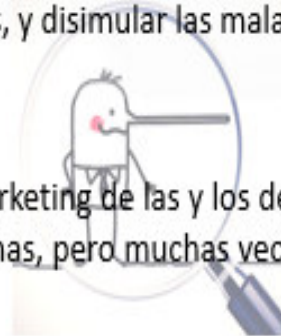 , y disimular las mala
rketing de las y los de
nas, pero muchas vec